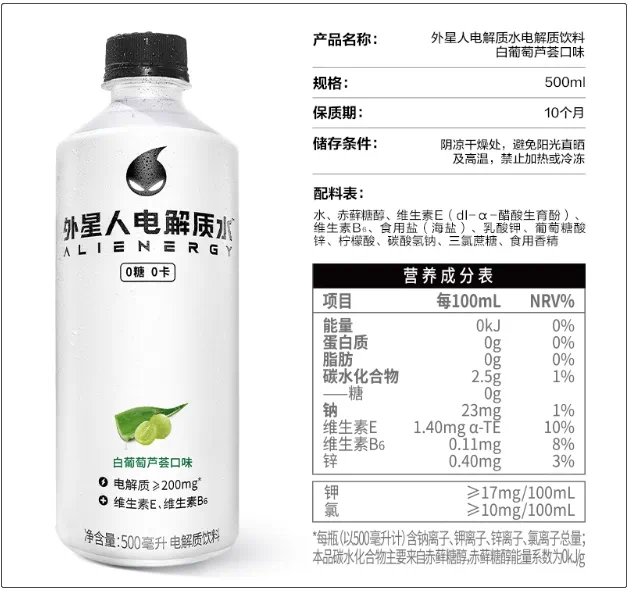 外星人电解质水
ALIENERGY
0糖 0卡
白葡萄芦荟口味
电解质≥200mg*
维生素E、维生素B6
净含量:500毫升 电解质饮料
产品名称: 外星人电解质水电解质饮料
白葡萄芦荟口味
规格: 500ml
保质期: 10个月
储存条件: 阴凉干燥处，避免阳光直晒
及高温，禁止加热或冷冻
配料表:
水、赤藓糖醇、维生素E（dl-α-醋酸生育酚）、
维生素B6、食用盐（海盐）、乳酸钾、葡萄糖酸
锌、柠檬酸、碳酸氢钠、三氯蔗糖、食用香精
营养成分表
项目 每100mL NRV%
能量 0kJ 0%
蛋白质 0g 0%
脂肪 0g 0%
碳水化合物 2.5g 1%
——糖 0g
钠 23mg 1%
维生素E 1.40mg α-TE 10%
维生素B6 0.11mg 8%
锌 0.40mg 3%
钾 ≥17mg/100mL
氯 ≥10mg/100mL
*每瓶(以500毫升计)含钠离子、钾离子、锌离子、氯离子总量;
本品碳水化合物主要来自赤藓糖醇,赤藓糖醇能量系数为0kJ/g